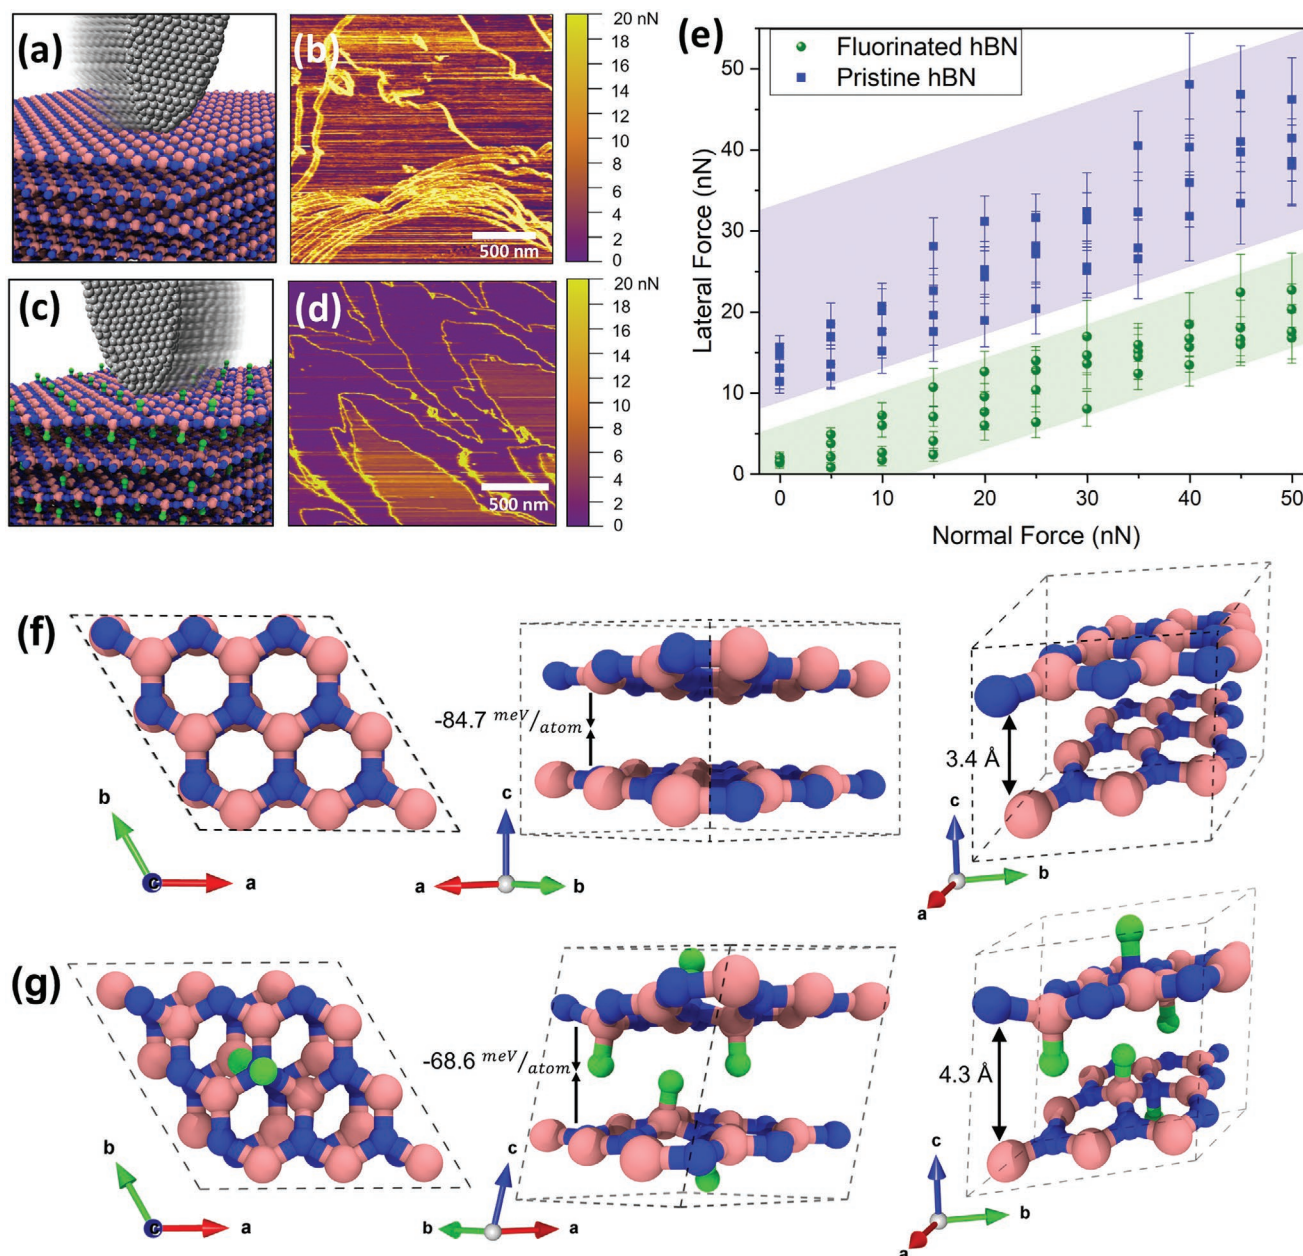 (a)
(b)
500 nm
20 nN
18
16
14
12
10
8
6
4
2
0
(c)
(d)
500 nm
20 nN
18
16
14
12
10
8
6
4
2
0
(e)
Fluorinated hBN
Pristine hBN
Lateral Force (nN)
50
40
30
20
10
0
0 10 20 30 40 50
Normal Force (nN)
(f)
b
c
a
-84.7 meV/atom
c
a
b
3.4 Å
c
b
a
(g)
b
c
a
-68.6 meV/atom
c
b
a
4.3 Å
c
b
a